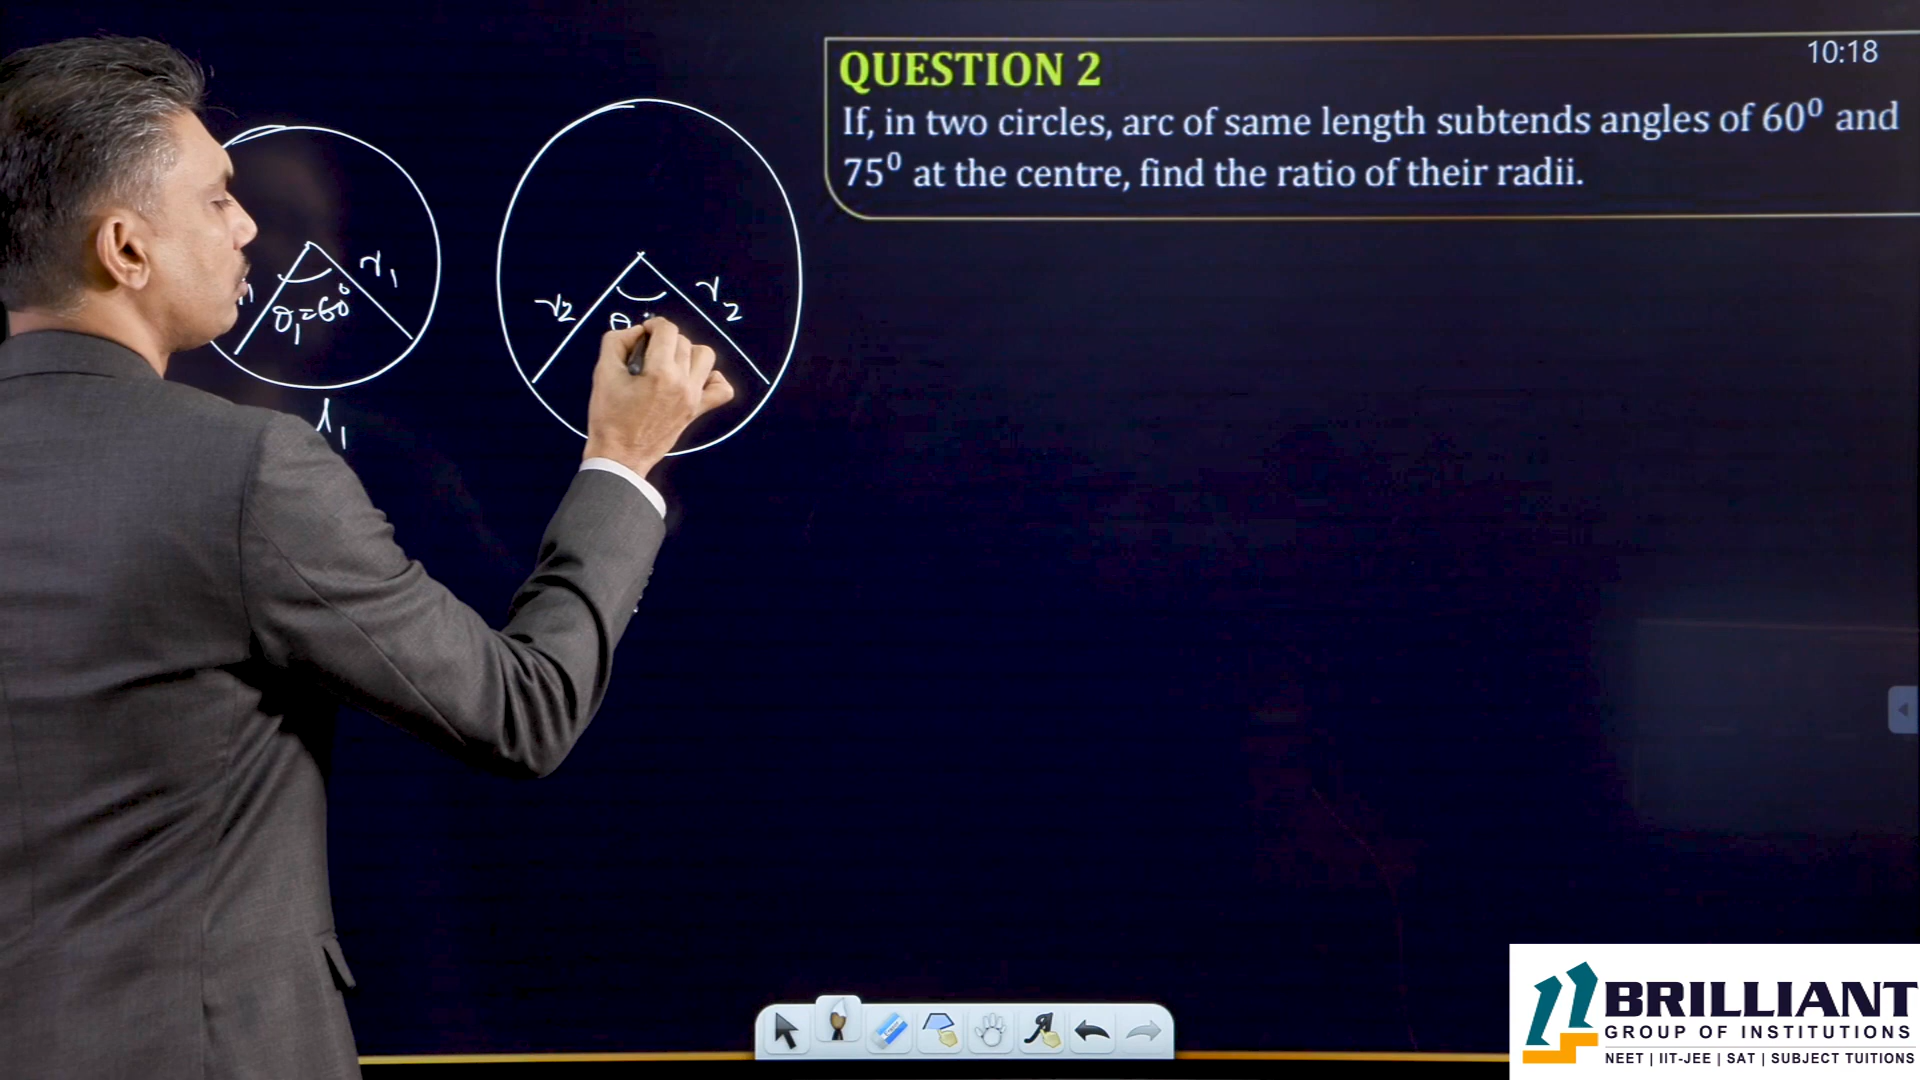 10:18
QUESTION 2
If, in two circles, arc of same length subtends angles of 60⁰ and
75⁰ at the centre, find the ratio of their radii.
r₁
θ₁=60°
l₁
r₂
r₂
θ
BRILLIANT
GROUP OF INSTITUTIONS
NEET | IIT-JEE | SAT | SUBJECT TUITIONS